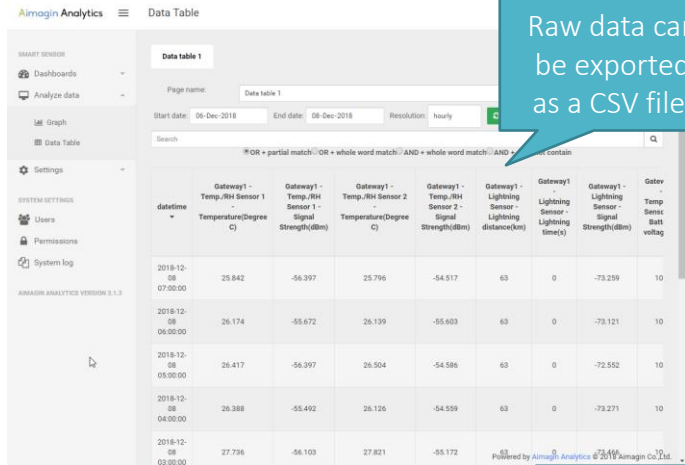 Aimagin Analytics
Data Table
Raw data can
be exported
as a CSV file
SMART SENSOR
Dashboards
Analyze data
Graph
Data Table
Settings
SYSTEM SETTINGS
Users
Permissions
System log
AIMAGIN ANALYTICS VERSION 3.1.3
Data table 1
Page name: Data table 1
Start date: 06-Dec-2018 End date: 08-Dec-2018 Resolution: hourly
Search
OR + partial match OR + whole word match AND + whole word match AND + contain
datetime
Gateway1 - Temp./RH Sensor 1 - Temperature(Degree C)
Gateway1 - Temp./RH Sensor 1 - Signal Strength(dBm)
Gateway1 - Temp./RH Sensor 2 - Temperature(Degree C)
Gateway1 - Temp./RH Sensor 2 - Signal Strength(dBm)
Gateway1 - Lightning Sensor - Lightning distance(km)
Gateway1 - Lightning Sensor - Lightning time(s)
Gateway1 - Lightning Sensor - Signal Strength(dBm)
Gatew - Temp Senso Batt voltag
2018-12-08 07:00:00 25.842 -56.397 25.796 -54.517 63 0 -73.259 10
2018-12-08 06:00:00 26.174 -55.672 26.139 -55.603 63 0 -73.121 10
2018-12-08 05:00:00 26.417 -56.397 26.504 -54.586 63 0 -72.552 10
2018-12-08 04:00:00 26.388 -55.492 26.126 -54.559 63 0 -73.271 10
2018-12-08 03:00:00 27.736 -56.103 27.821 -55.172 63 0 -73.466 10
Powered by Aimagin Analytics © 2018 Aimagin Co.,Ltd.